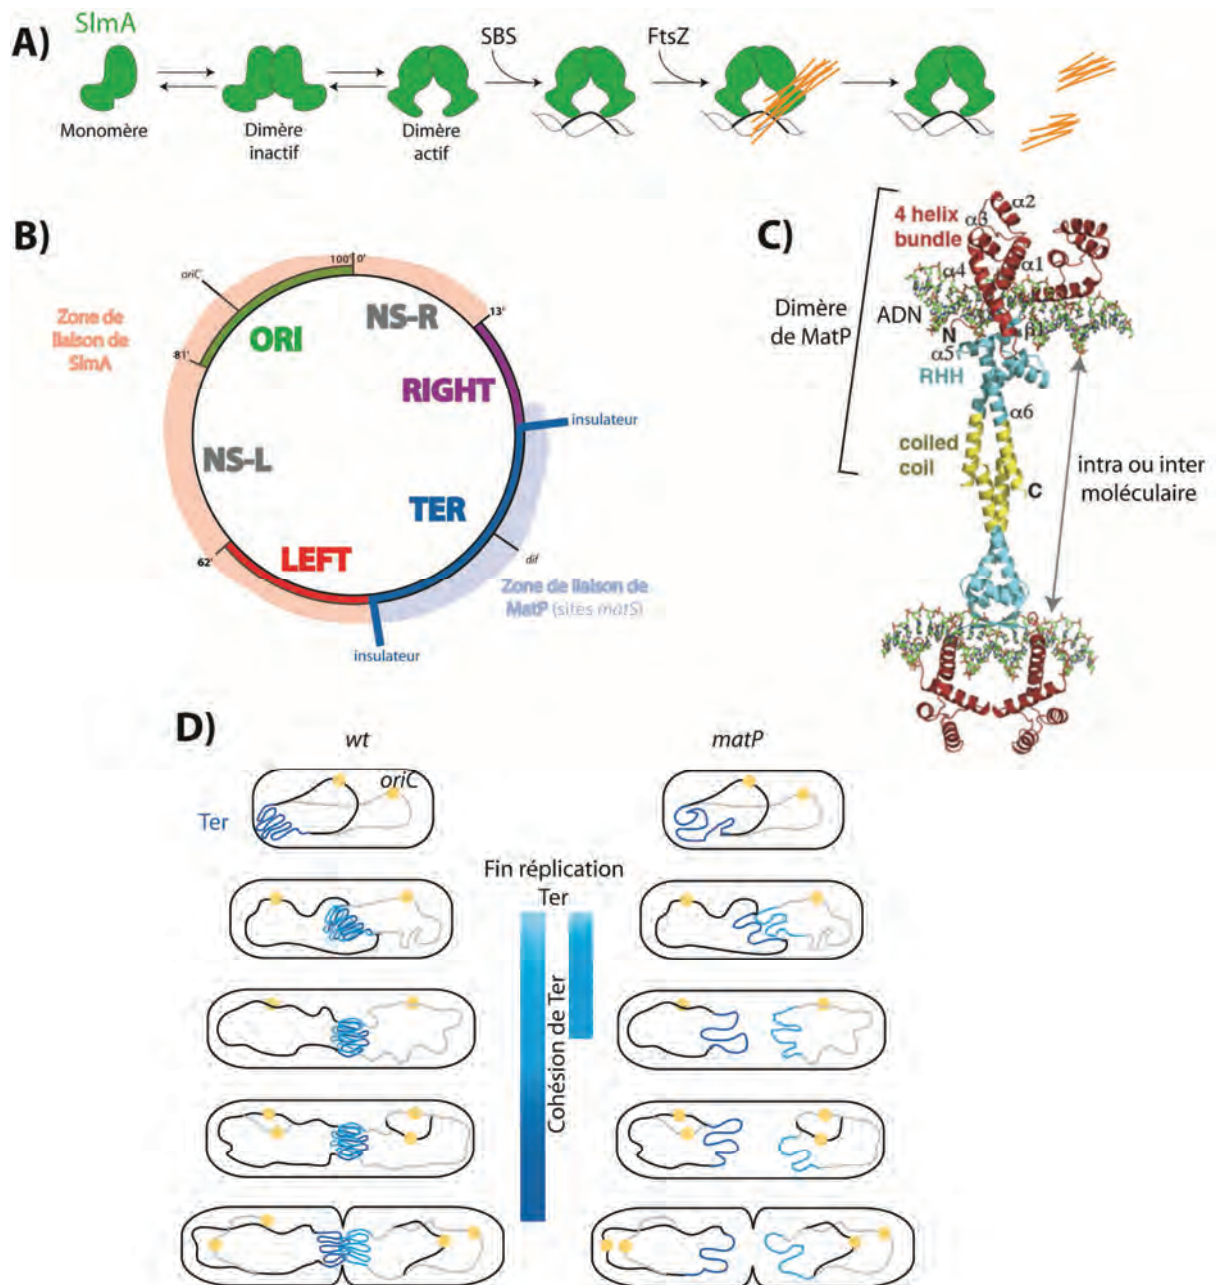 A)
SlmA
SBS
FtsZ
Monomère
Dimère
inactif
Dimère
actif
B)
oriC
100'
0'
13'
NS-R
ORI
Zone de
liaison de
SlmA
81'
RIGHT
insulateur
NS-L
TER
dif
LEFT
62'
Zone de liaison de
MatP (sites matS)
insulateur
C)
4 helix
bundle
α3
α2
α4
α1
Dimère
de MatP
ADN
N
β1
α5
RHH
α6
coiled
coil
C
intra ou inter
moléculaire
D)
wt
matP
oriC
Ter
Fin réplication
Ter
Cohésion de Ter